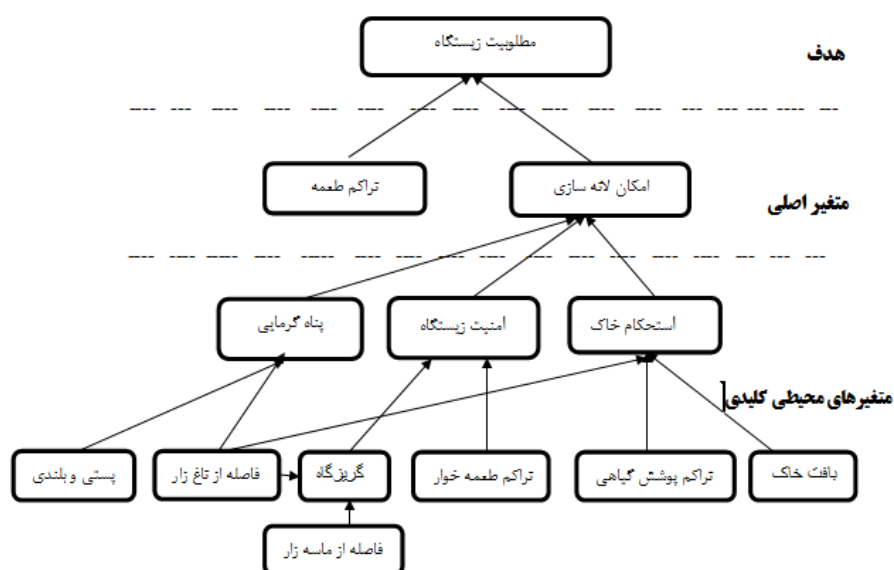 مطلوبیت زیستگاه
هدف
تراکم طعمه
امکان لانه سازی
متغیر اصلی
پناه گرمایی
امنیت زیستگاه
استحکام خاک
متغیرهای محیطی کلیدی[
پستی و بلندی
فاصله از تاغ زار
گریزگاه
تراکم طعمه خوار
تراکم پوشش گیاهی
بافت خاک
فاصله از ماسه زار